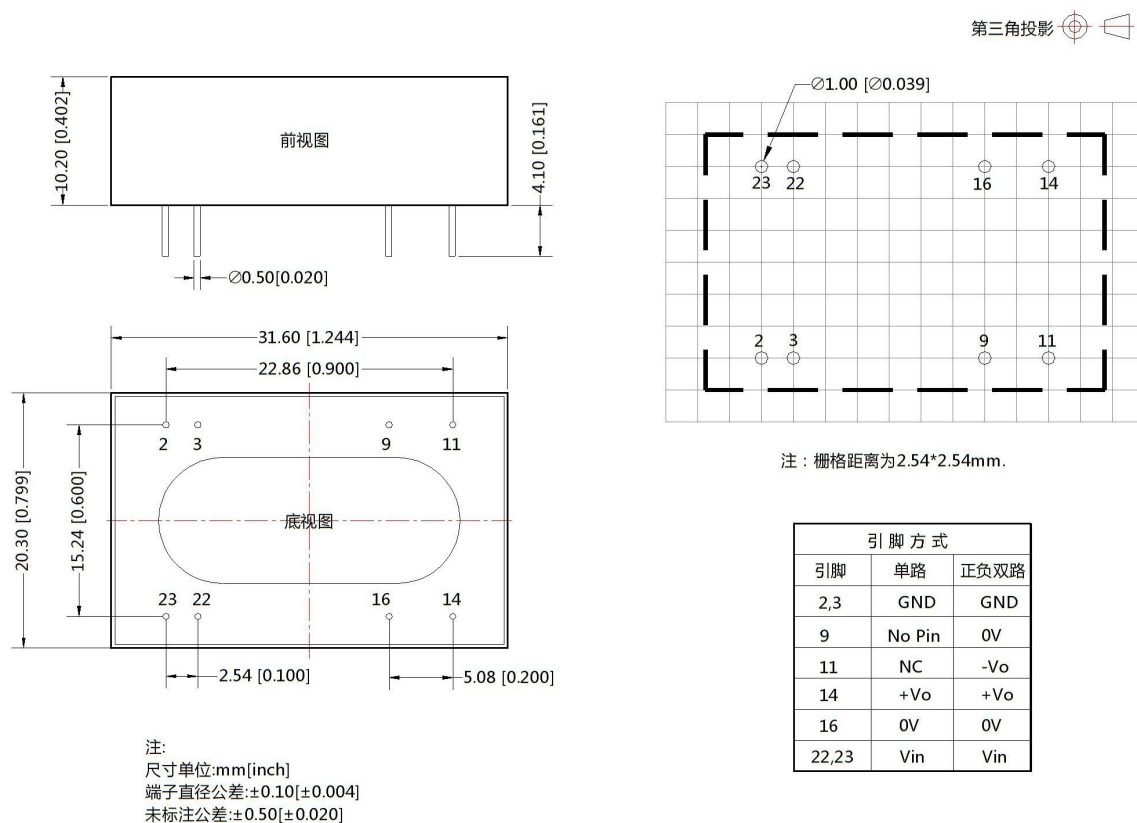 第三角投影
10.20 [0.402]
前视图
4.10 [0.161]
Ø0.50[0.020]
Ø1.00 [Ø0.039]
23 22 16 14
2 3 9 11
注：栅格距离为2.54*2.54mm.
31.60 [1.244]
22.86 [0.900]
2 3 9 11
20.30 [0.799]
15.24 [0.600]
底视图
23 22 16 14
2.54 [0.100]
5.08 [0.200]
引脚方式
引脚 单路 正负双路
2,3 GND GND
9 No Pin 0V
11 NC -Vo
14 +Vo +Vo
16 0V 0V
22,23 Vin Vin
注:
尺寸单位:mm[inch]
端子直径公差:±0.10[±0.004]
未标注公差:±0.50[±0.020]